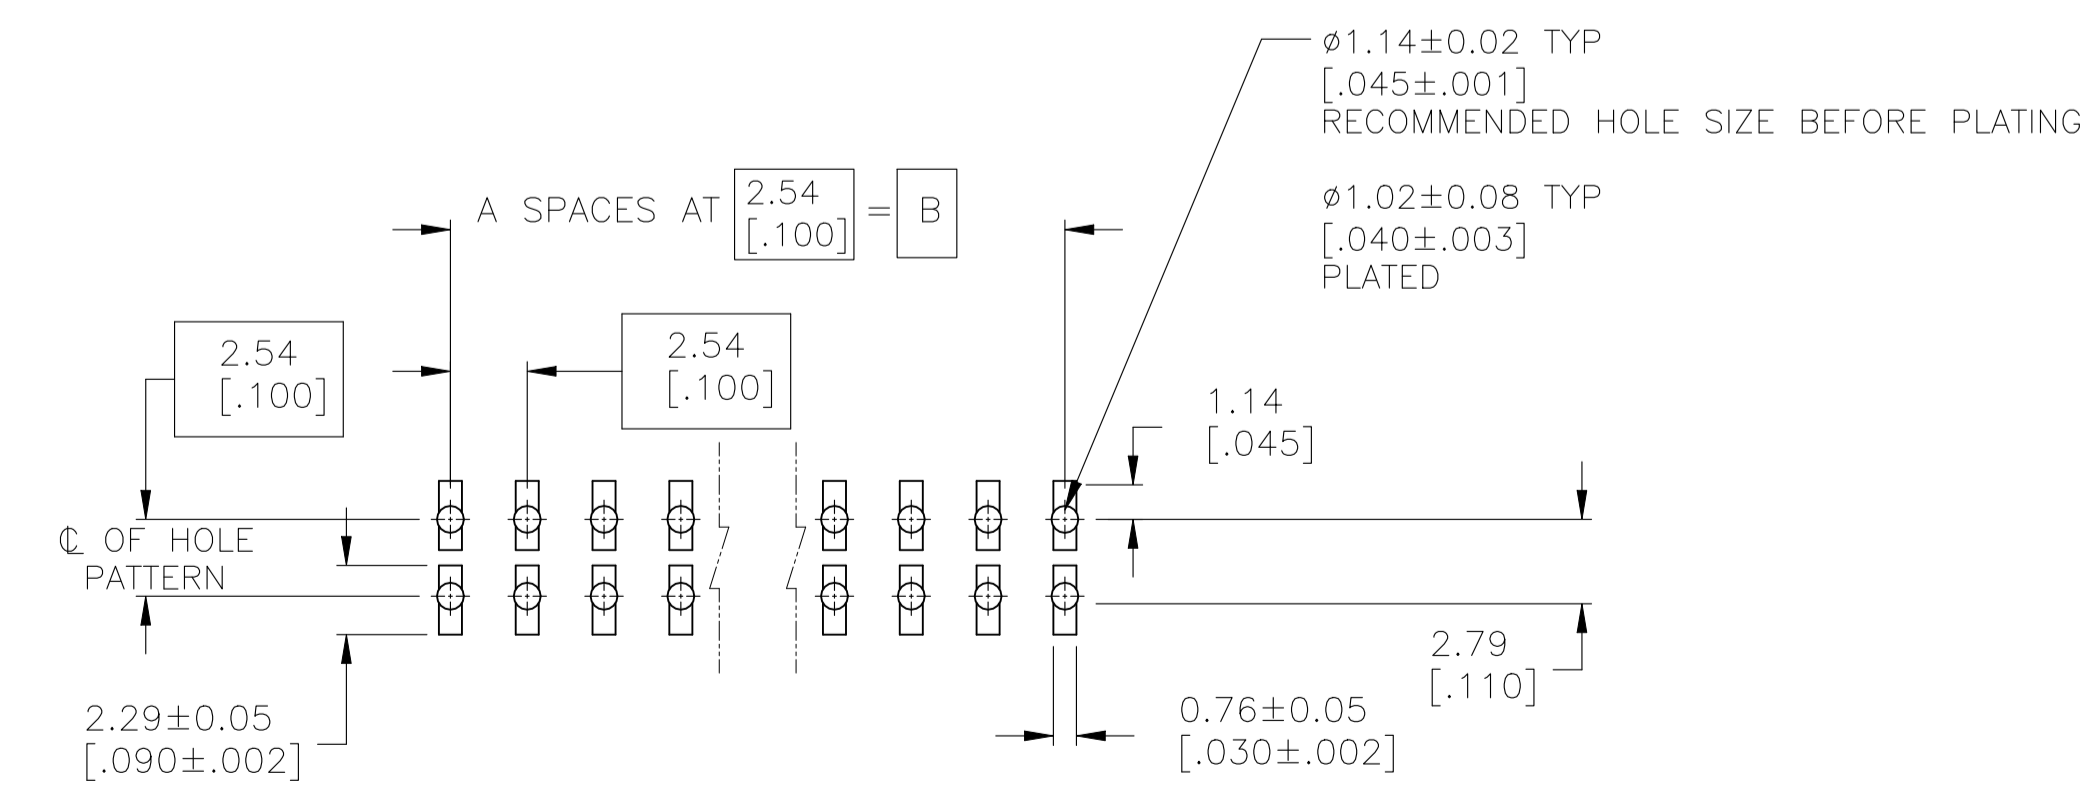 ø1.14±0.02 TYP
[.045±.001]
RECOMMENDED HOLE SIZE BEFORE PLATING
ø1.02±0.08 TYP
[.040±.003]
PLATED
A SPACES AT 2.54 [.100] = B
2.54
[.100]
2.54
[.100]
1.14
[.045]
℄ OF HOLE
PATTERN
2.79
[.110]
2.29±0.05
[.090±.002]
0.76±0.05
[.030±.002]